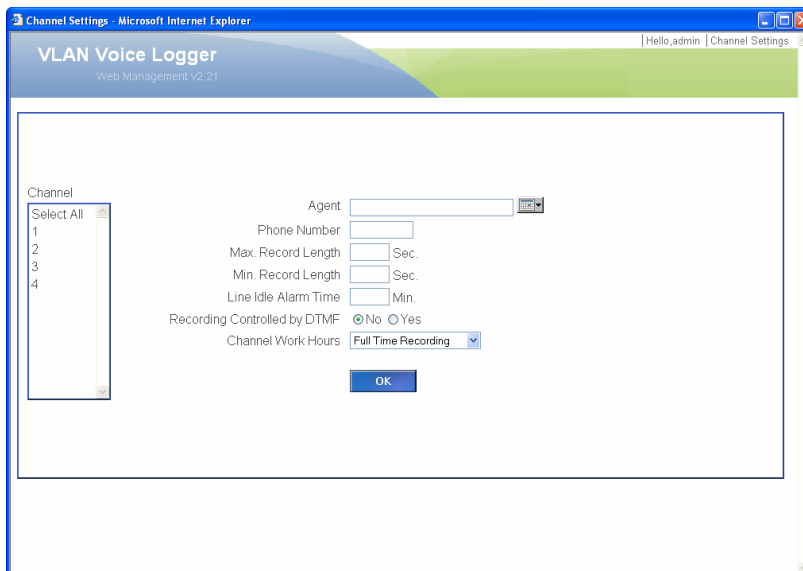 Channel Settings - Microsoft Internet Explorer
Hello,admin | Channel Settings
VLAN Voice Logger
Web Management v2.21
Channel
Select All
1
2
3
4
Agent
Phone Number
Max. Record Length Sec.
Min. Record Length Sec.
Line Idle Alarm Time Min.
Recording Controlled by DTMF No Yes
Channel Work Hours Full Time Recording
OK